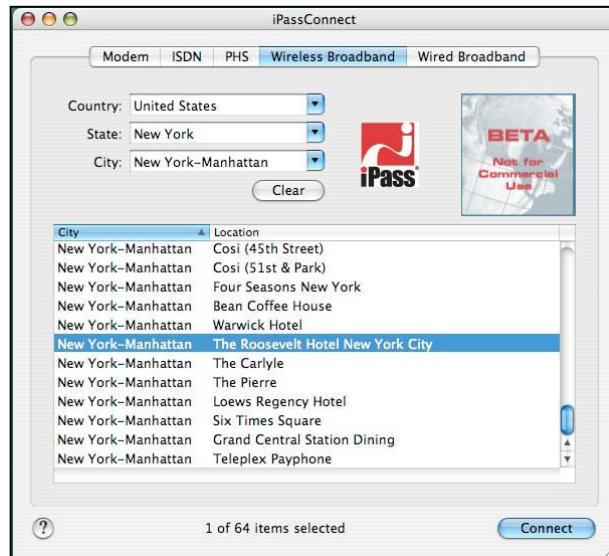 iPassConnect
Modem ISDN PHS Wireless Broadband Wired Broadband
Country: United States
State: New York
City: New York–Manhattan
Clear
iPass
BETA
Not for
Commercial
Use
City Location
New York–Manhattan Cosi (45th Street)
New York–Manhattan Cosi (51st & Park)
New York–Manhattan Four Seasons New York
New York–Manhattan Bean Coffee House
New York–Manhattan Warwick Hotel
New York–Manhattan The Roosevelt Hotel New York City
New York–Manhattan The Carlyle
New York–Manhattan The Pierre
New York–Manhattan Loews Regency Hotel
New York–Manhattan Six Times Square
New York–Manhattan Grand Central Station Dining
New York–Manhattan Teleplex Payphone
? 1 of 64 items selected Connect